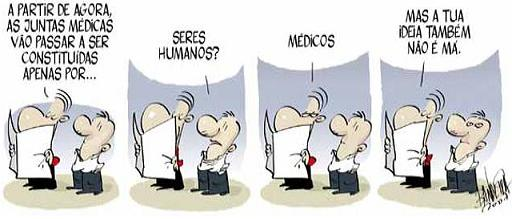 A PARTIR DE AGORA,
AS JUNTAS MÉDICAS
VÃO PASSAR A SER
CONSTITUÍDAS
APENAS POR...
SERES
HUMANOS?
MÉDICOS
MAS A TUA
IDEIA TAMBÉM
NÃO É MÁ.